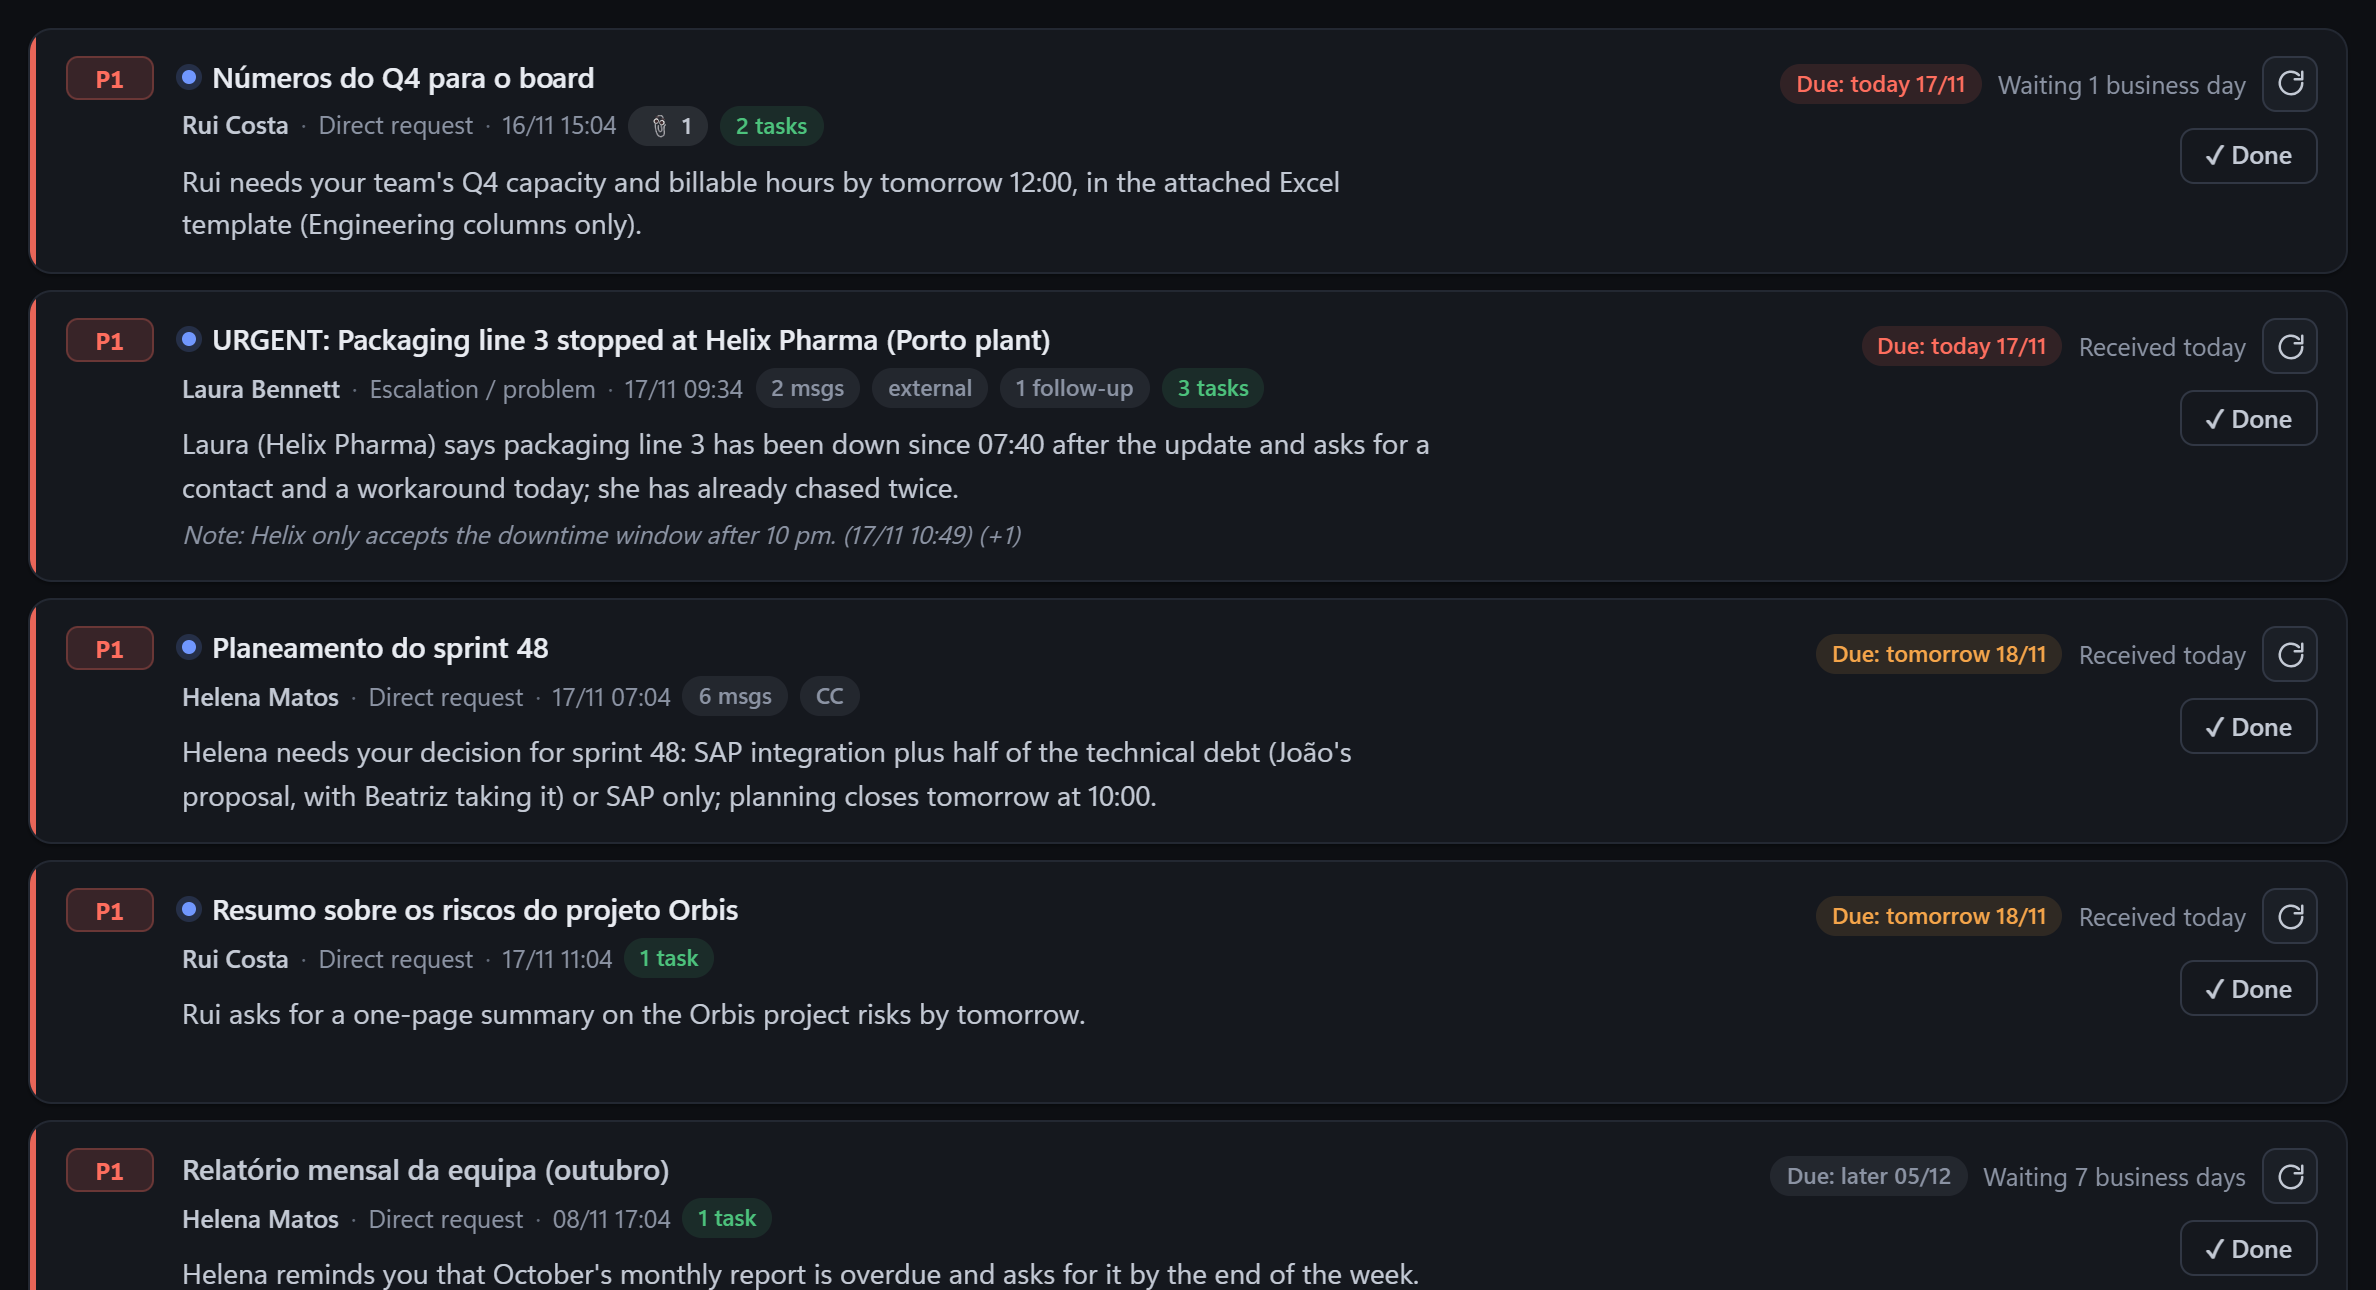 P1 Números do Q4 para o board Due: today 17/11 Waiting 1 business day
Rui Costa · Direct request · 16/11 15:04 1 2 tasks
✓ Done
Rui needs your team's Q4 capacity and billable hours by tomorrow 12:00, in the attached Excel
template (Engineering columns only).
P1 URGENT: Packaging line 3 stopped at Helix Pharma (Porto plant) Due: today 17/11 Received today
Laura Bennett · Escalation / problem · 17/11 09:34 2 msgs external 1 follow-up 3 tasks
✓ Done
Laura (Helix Pharma) says packaging line 3 has been down since 07:40 after the update and asks for a
contact and a workaround today; she has already chased twice.
Note: Helix only accepts the downtime window after 10 pm. (17/11 10:49) (+1)
P1 Planeamento do sprint 48 Due: tomorrow 18/11 Received today
Helena Matos · Direct request · 17/11 07:04 6 msgs CC
✓ Done
Helena needs your decision for sprint 48: SAP integration plus half of the technical debt (João's
proposal, with Beatriz taking it) or SAP only; planning closes tomorrow at 10:00.
P1 Resumo sobre os riscos do projeto Orbis Due: tomorrow 18/11 Received today
Rui Costa · Direct request · 17/11 11:04 1 task
✓ Done
Rui asks for a one-page summary on the Orbis project risks by tomorrow.
P1 Relatório mensal da equipa (outubro) Due: later 05/12 Waiting 7 business days
Helena Matos · Direct request · 08/11 17:04 1 task
✓ Done
Helena reminds you that October's monthly report is overdue and asks for it by the end of the week.